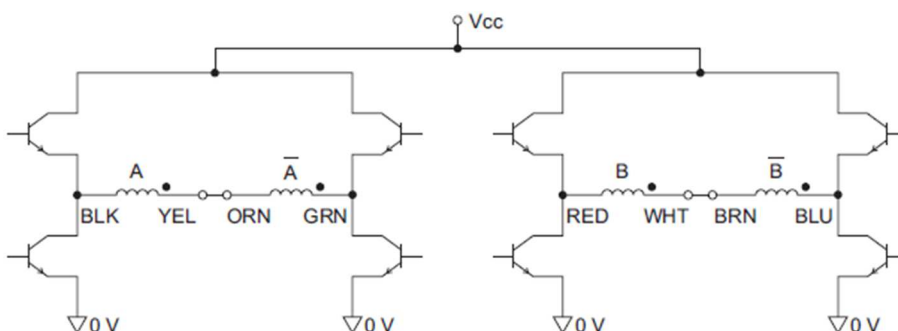 Vcc
A A̅ B B̅
BLK YEL ORN GRN RED WHT BRN BLU
0 V 0 V 0 V 0 V